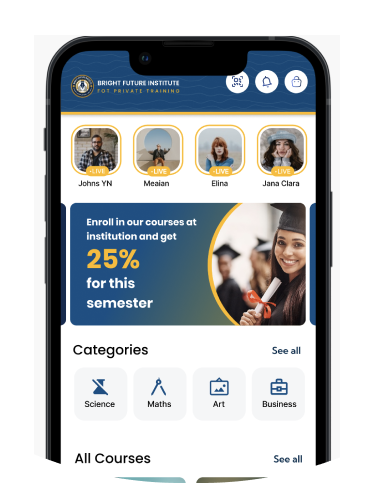 BRIGHT FUTURE INSTITUTE
FOT PRIVATE TRAINING
•LIVE
•LIVE
•LIVE
•LIVE
Johns YN
Meaian
Elina
Jana Clara
Enroll in our courses at
institution and get
25%
for this
semester
Categories
See all
Science
Maths
Art
Business
All Courses
See all